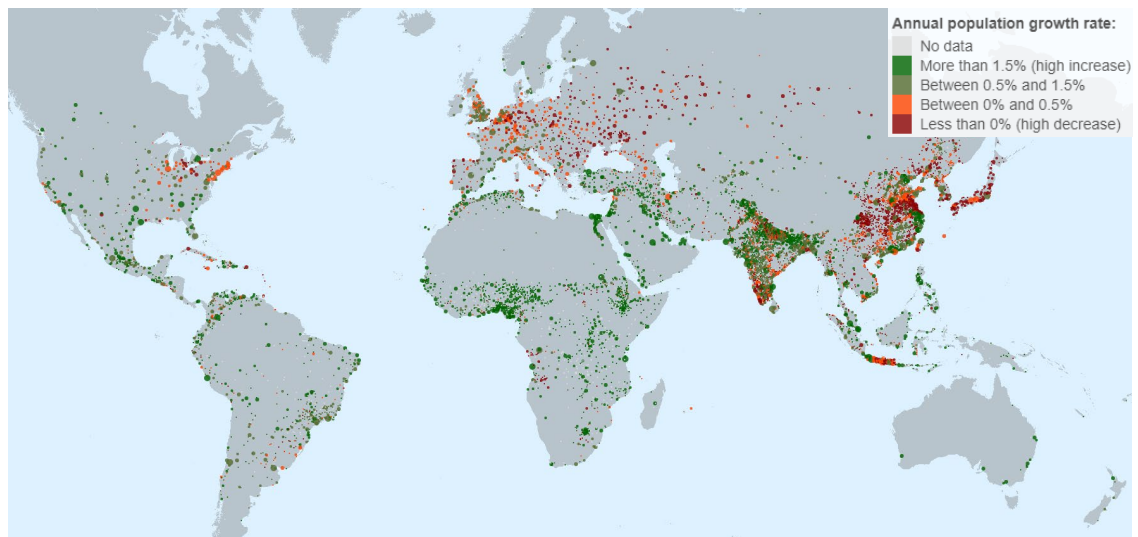 Annual population growth rate:
No data
More than 1.5% (high increase)
Between 0.5% and 1.5%
Between 0% and 0.5%
Less than 0% (high decrease)